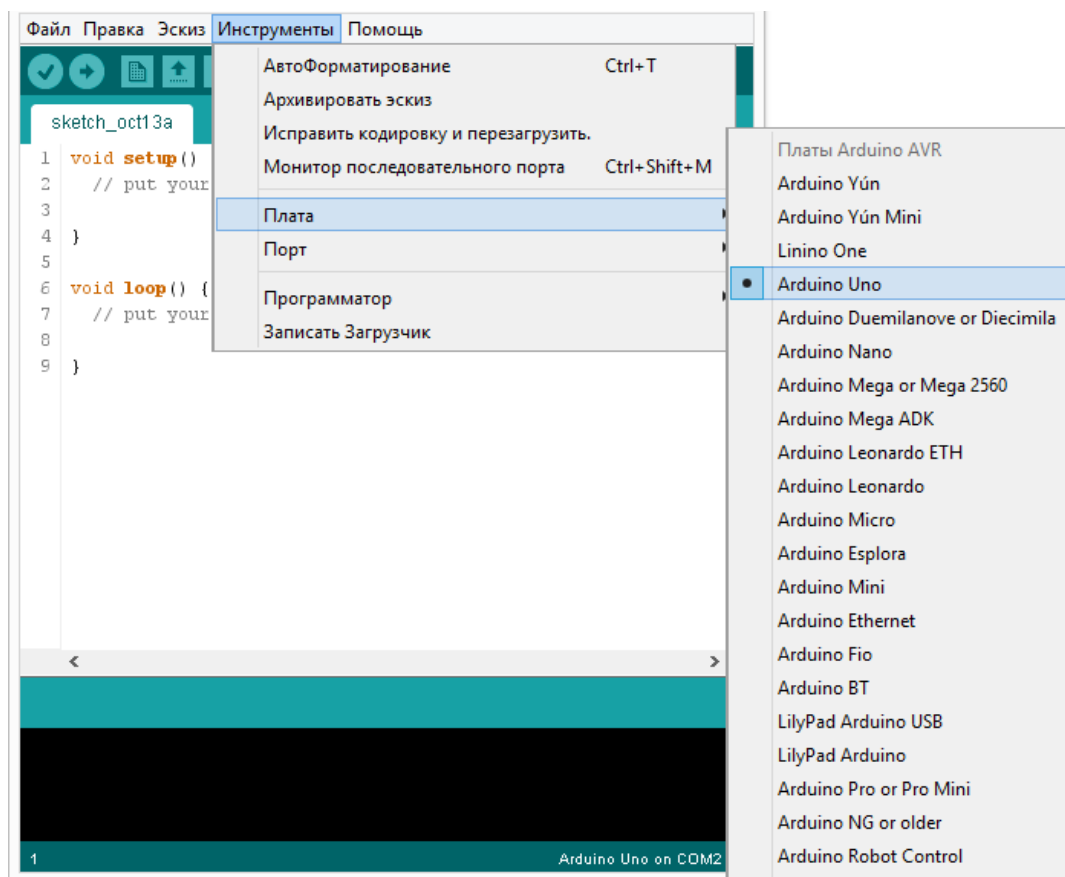 Файл Правка Эскиз Инструменты Помощь
АвтоФорматирование Ctrl+T
Архивировать эскиз
Исправить кодировку и перезагрузить.
Монитор последовательного порта Ctrl+Shift+M
Плата
Порт
Программатор
Записать Загрузчик
sketch_oct13a
1 void setup()
2 // put your
3
4 }
5
6 void loop() {
7 // put your
8
9 }
Платы Arduino AVR
Arduino Yún
Arduino Yún Mini
Linino One
Arduino Uno
Arduino Duemilanove or Diecimila
Arduino Nano
Arduino Mega or Mega 2560
Arduino Mega ADK
Arduino Leonardo ETH
Arduino Leonardo
Arduino Micro
Arduino Esplora
Arduino Mini
Arduino Ethernet
Arduino Fio
Arduino BT
LilyPad Arduino USB
LilyPad Arduino
Arduino Pro or Pro Mini
Arduino NG or older
Arduino Robot Control
1 Arduino Uno on COM2